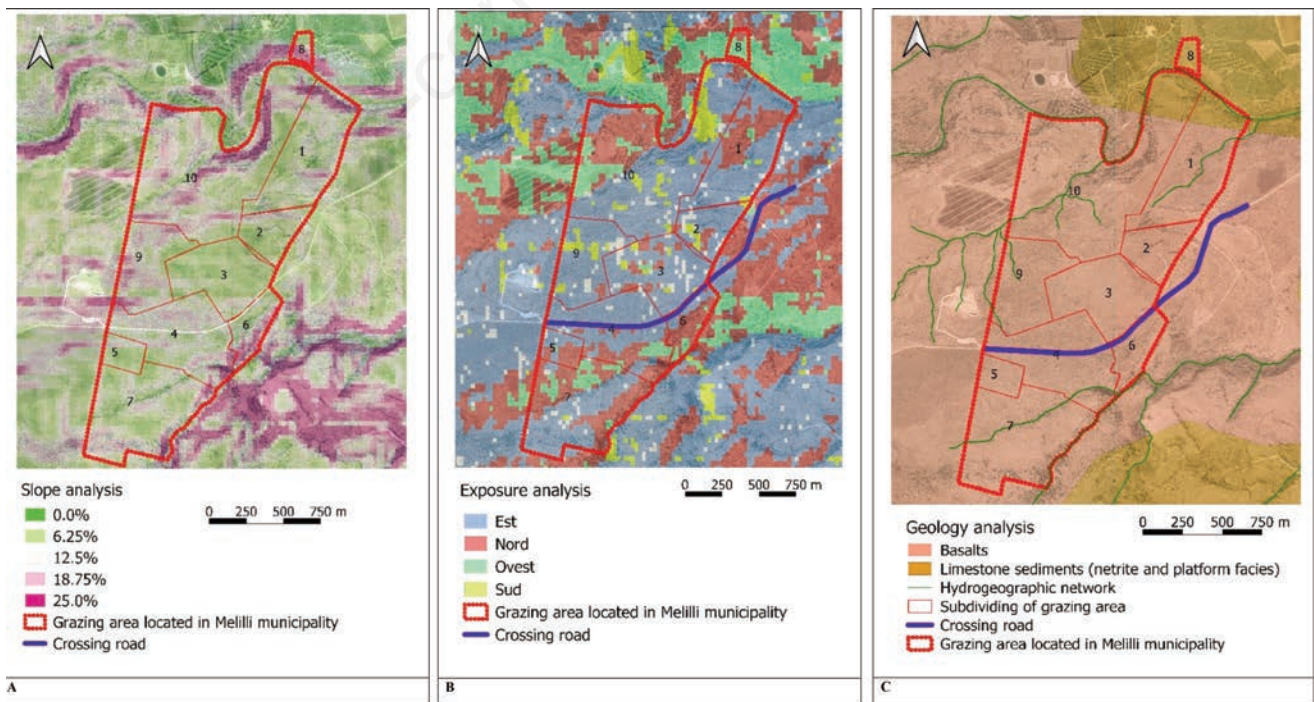 8
1
10
2
9
3
4
6
5
7
Slope analysis
0.0%
6.25%
12.5%
18.75%
25.0%
0 250 500 750 m
Grazing area located in Melilli municipality
Crossing road
A
8
1
10
2
9
3
4
6
5
7
Exposure analysis
0 250 500 750 m
Est
Nord
Ovest
Sud
Grazing area located in Melilli municipality
Crossing road
B
8
1
10
2
9
3
4
6
5
7
Geology analysis
0 250 500 750 m
Basalts
Limestone sediments (netrite and platform facies)
Hydrogeographic network
Subdividing of grazing area
Crossing road
Grazing area located in Melilli municipality
C